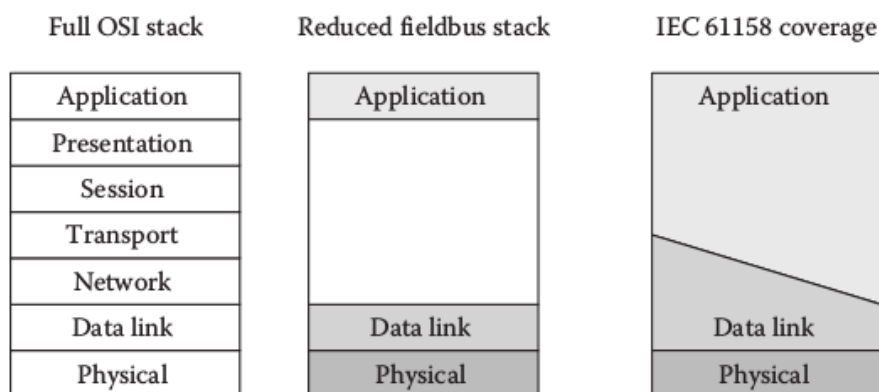 Full OSI stack
Reduced fieldbus stack
IEC 61158 coverage
Application
Presentation
Session
Transport
Network
Data link
Physical
Application
Data link
Physical
Application
Data link
Physical